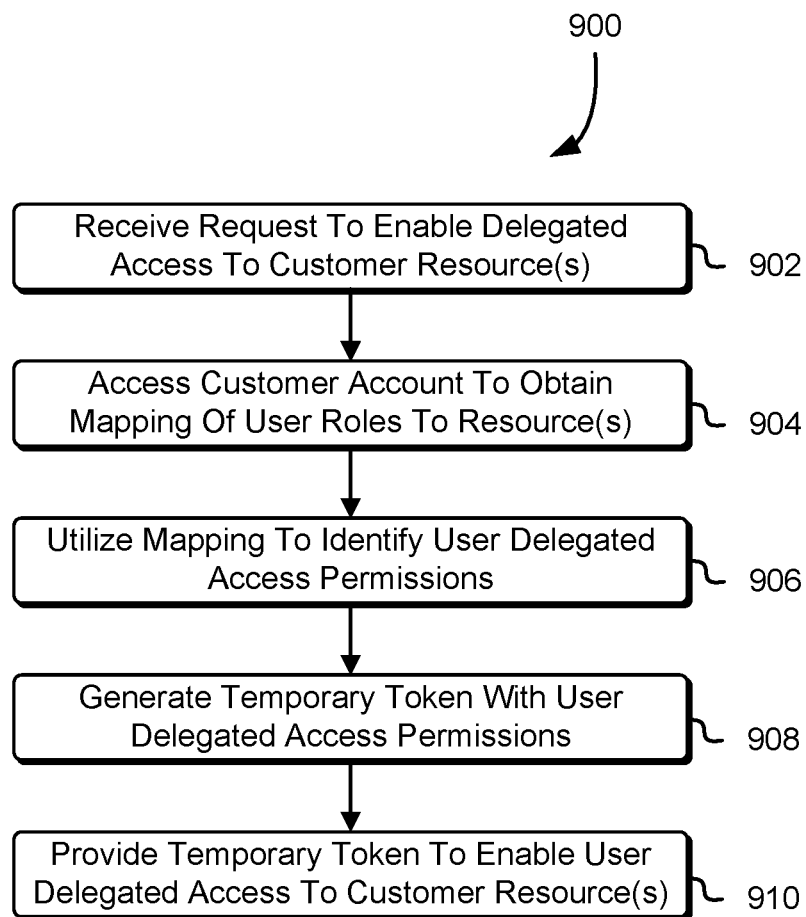 900
Receive Request To Enable Delegated
Access To Customer Resource(s)
902
Access Customer Account To Obtain
Mapping Of User Roles To Resource(s)
904
Utilize Mapping To Identify User Delegated
Access Permissions
906
Generate Temporary Token With User
Delegated Access Permissions
908
Provide Temporary Token To Enable User
Delegated Access To Customer Resource(s)
910